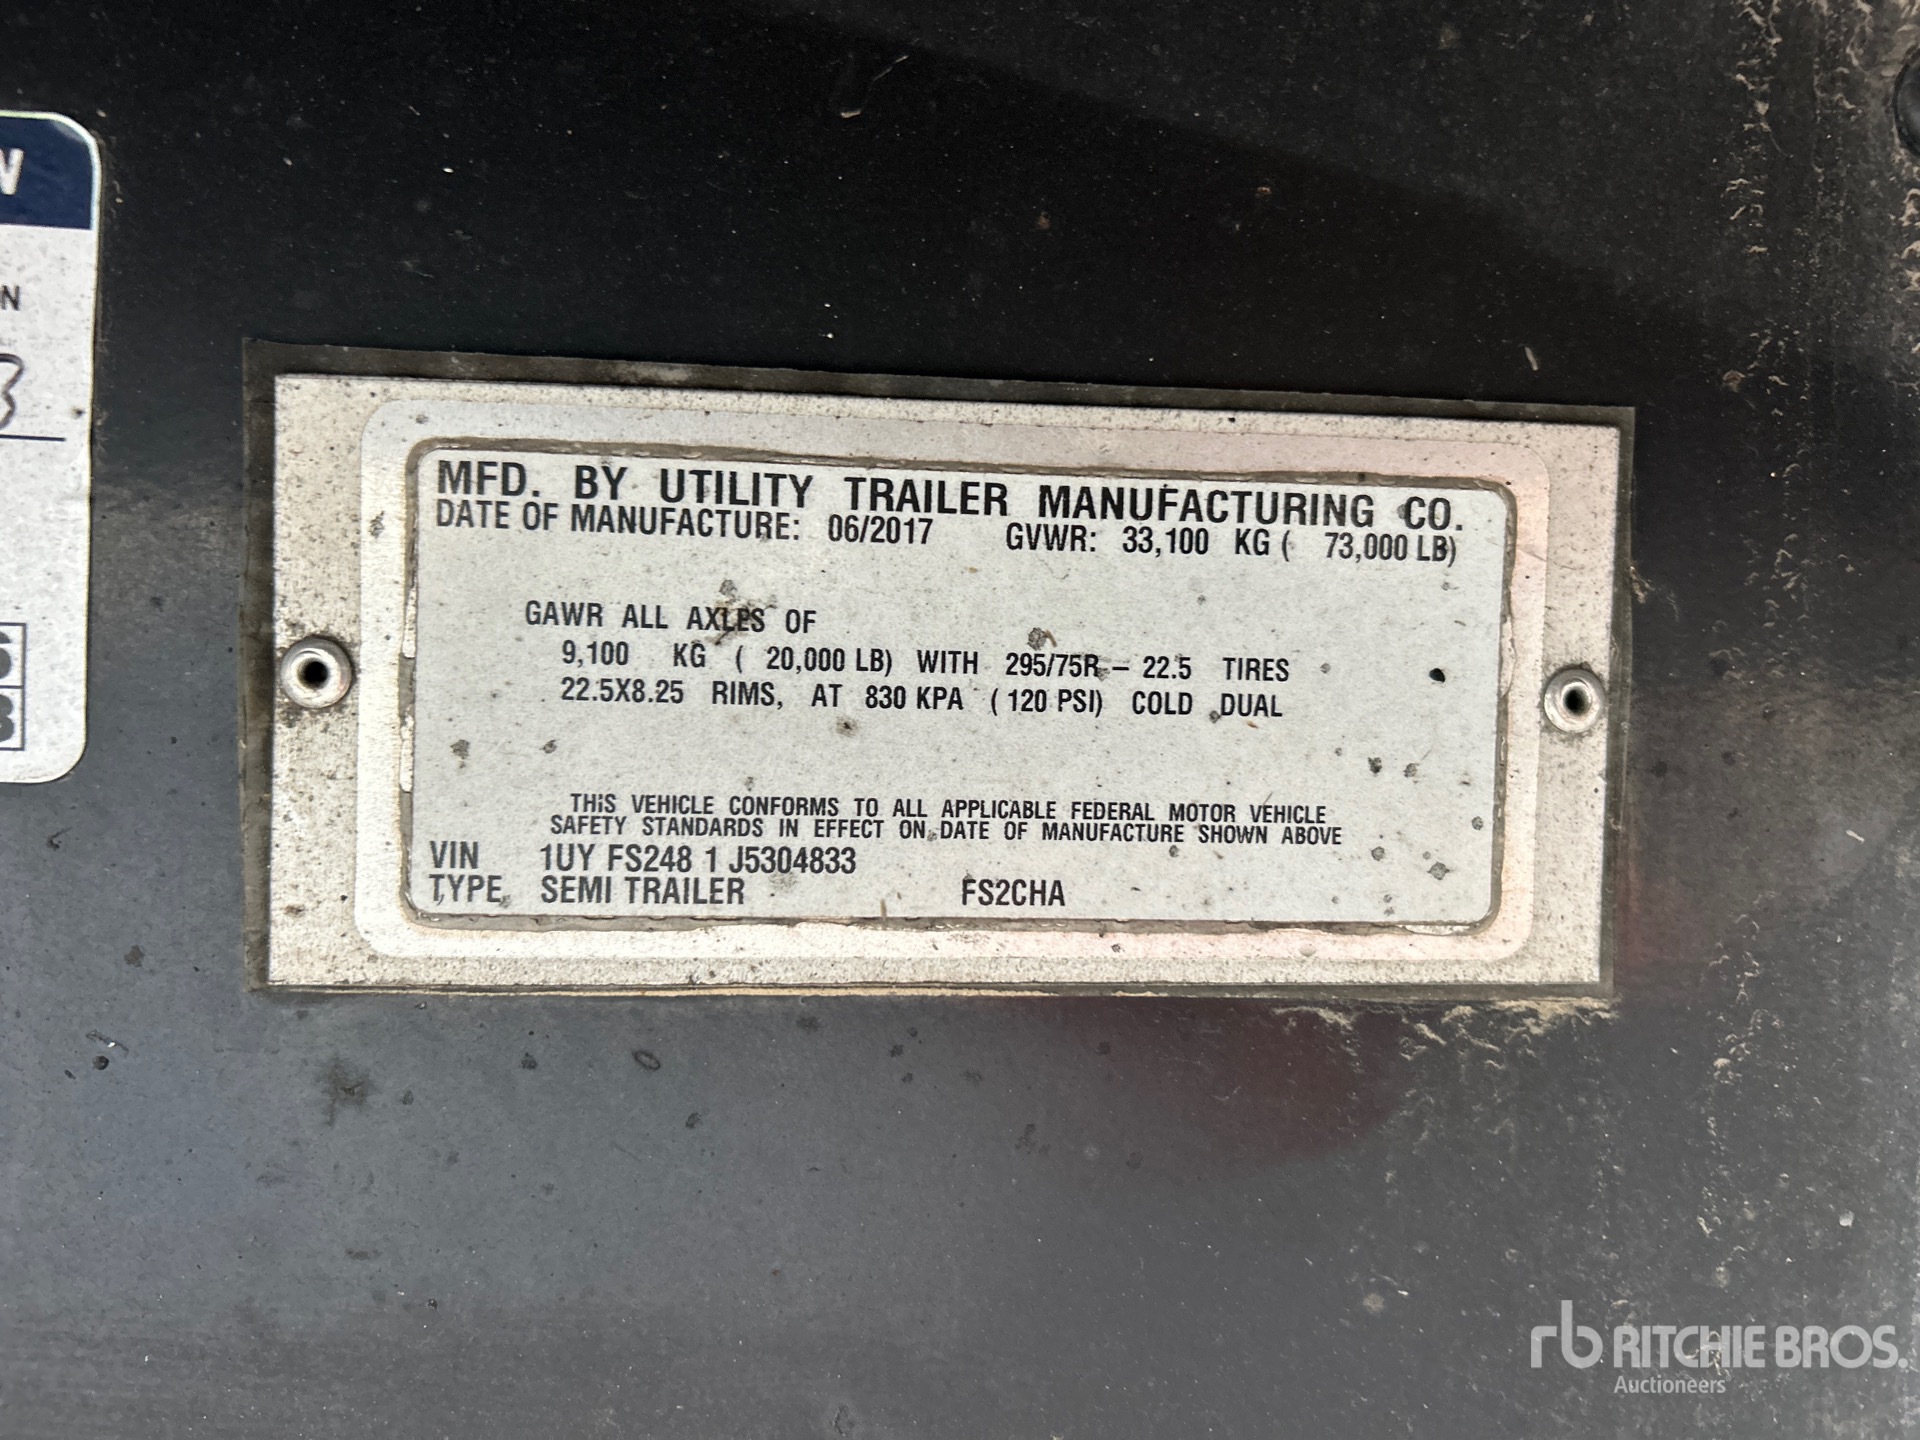 W
N
3
6
8
MFD. BY UTILITY TRAILER MANUFACTURING CO.
DATE OF MANUFACTURE: 06/2017 GVWR: 33,100 KG ( 73,000 LB)
GAWR ALL AXLES OF
9,100 KG ( 20,000 LB) WITH 295/75R – 22.5 TIRES
22.5X8.25 RIMS, AT 830 KPA ( 120 PSI) COLD DUAL
THIS VEHICLE CONFORMS TO ALL APPLICABLE FEDERAL MOTOR VEHICLE
SAFETY STANDARDS IN EFFECT ON DATE OF MANUFACTURE SHOWN ABOVE
VIN 1UY FS248 1 J5304833
TYPE SEMI TRAILER FS2CHA
rb RITCHIE BROS.
Auctioneers